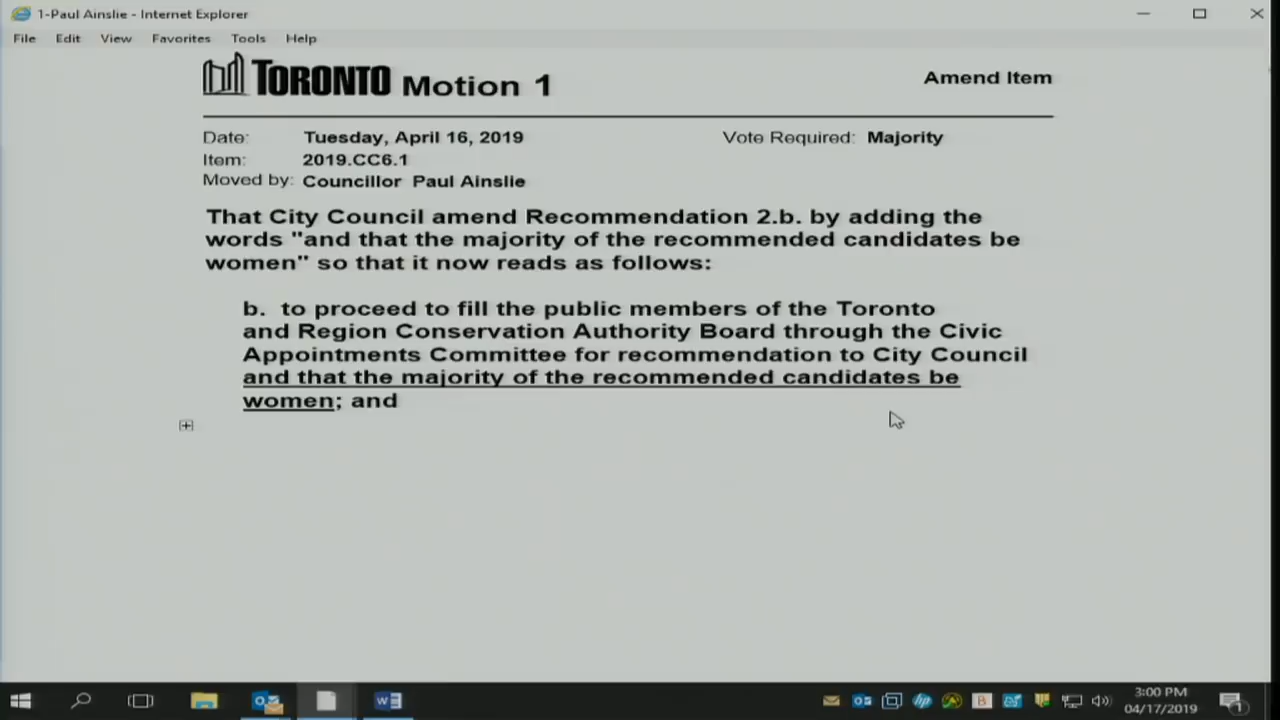 1-Paul Ainslie - Internet Explorer
File Edit View Favorites Tools Help
TORONTO Motion 1
Amend Item
Date: Tuesday, April 16, 2019
Vote Required: Majority
Item: 2019.CC6.1
Moved by: Councillor Paul Ainslie
That City Council amend Recommendation 2.b. by adding the
words "and that the majority of the recommended candidates be
women" so that it now reads as follows:
b. to proceed to fill the public members of the Toronto
and Region Conservation Authority Board through the Civic
Appointments Committee for recommendation to City Council
and that the majority of the recommended candidates be
women; and
3:00 PM
04/17/2019